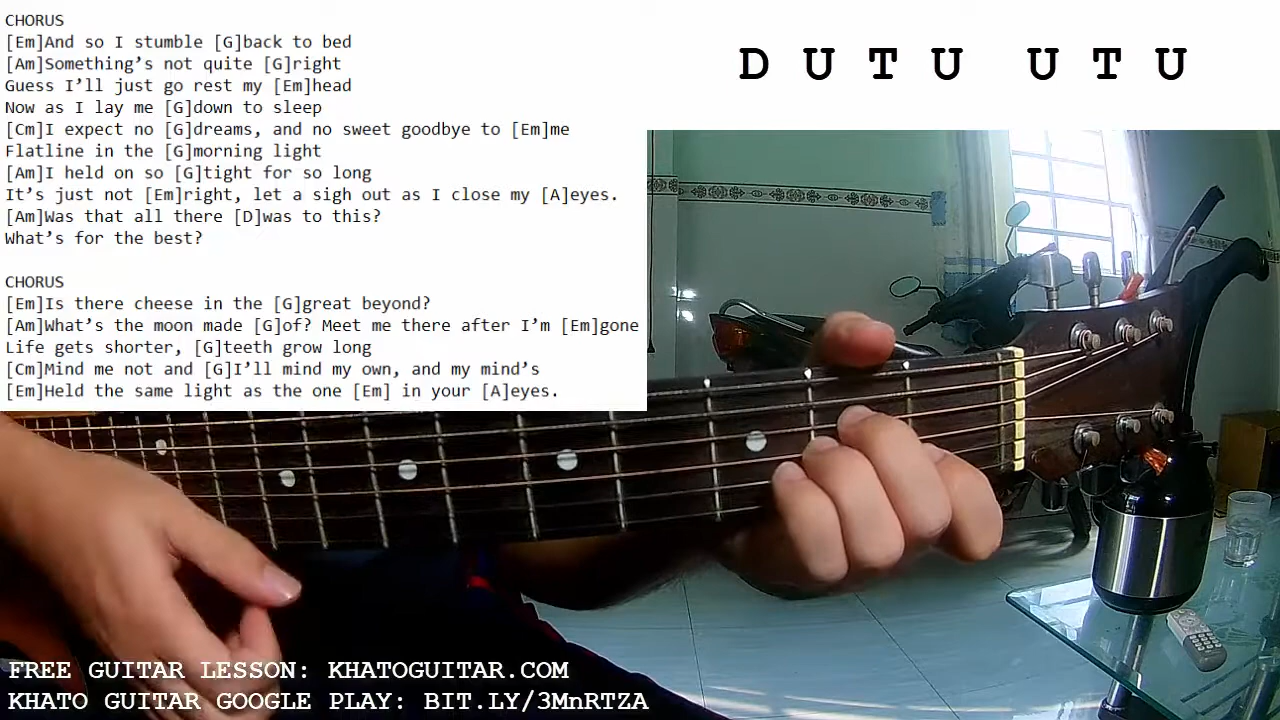 CHORUS
[Em]And so I stumble [G]back to bed
[Am]Something’s not quite [G]right
Guess I’ll just go rest my [Em]head
Now as I lay me [G]down to sleep
[Cm]I expect no [G]dreams, and no sweet goodbye to [Em]me
Flatline in the [G]morning light
[Am]I held on so [G]tight for so long
It’s just not [Em]right, let a sigh out as I close my [A]eyes.
[Am]Was that all there [D]was to this?
What’s for the best?
CHORUS
[Em]Is there cheese in the [G]great beyond?
[Am]What’s the moon made [G]of? Meet me there after I’m [Em]gone
Life gets shorter, [G]teeth grow long
[Cm]Mind me not and [G]I’ll mind my own, and my mind’s
[Em]Held the same light as the one [Em] in your [A]eyes.
D U T U U T U
FREE GUITAR LESSON: KHATOGUITAR.COM
KHATO GUITAR GOOGLE PLAY: BIT.LY/3MnRTZA